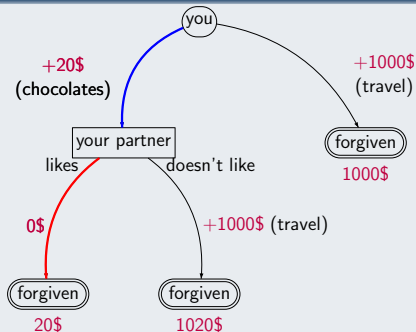 you
+20$
(chocolates)
+1000$
(travel)
your partner
forgiven
1000$
likes
doesn't like
0$
+1000$ (travel)
forgiven
forgiven
20$
1020$